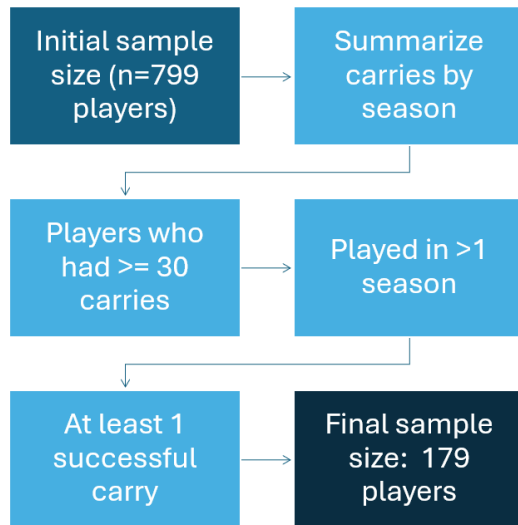 Initial sample
size (n=799
players)
Summarize
carries by
season
Players who
had >= 30
carries
Played in >1
season
At least 1
successful
carry
Final sample
size:  179
players